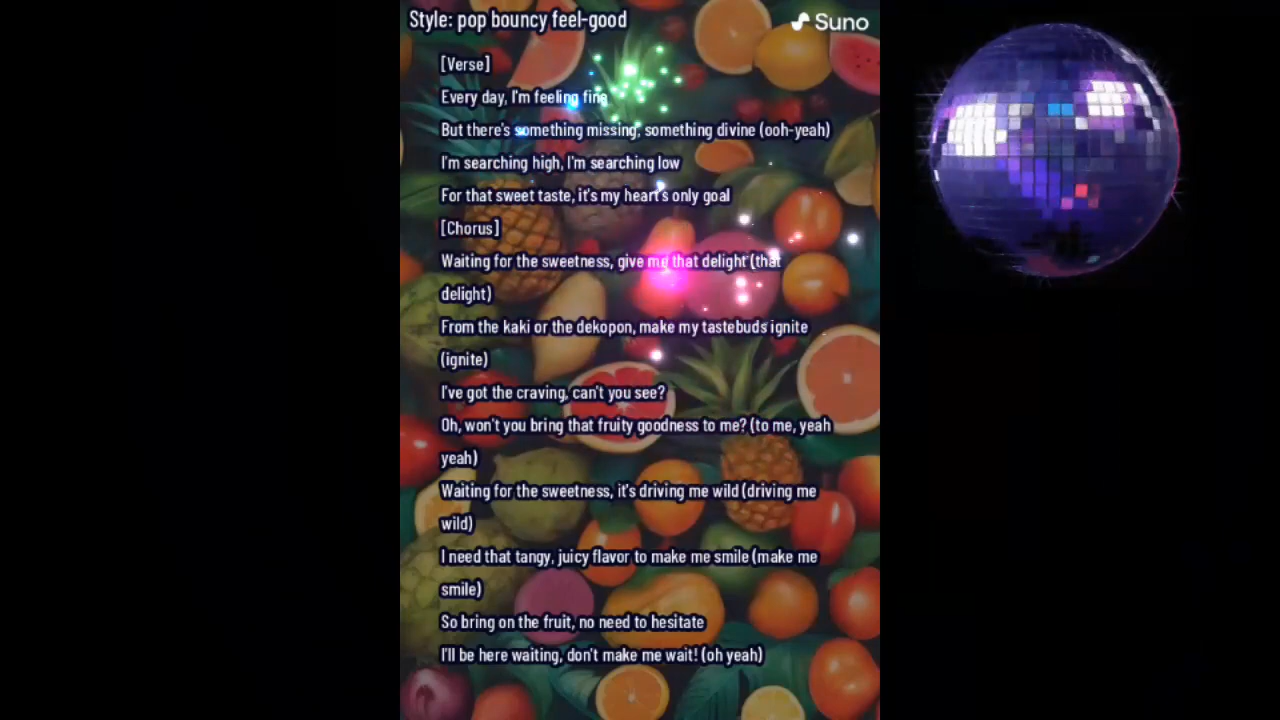 Style: pop bouncy feel-good
Suno
[Verse]
Every day, I'm feeling fine
But there's something missing, something divine (ooh-yeah)
I'm searching high, I'm searching low
For that sweet taste, it's my heart's only goal
[Chorus]
Waiting for the sweetness, give me that delight (that
delight)
From the kaki or the dekopon, make my tastebuds ignite
(ignite)
I've got the craving, can't you see?
Oh, won't you bring that fruity goodness to me? (to me, yeah
yeah)
Waiting for the sweetness, it's driving me wild (driving me
wild)
I need that tangy, juicy flavor to make me smile (make me
smile)
So bring on the fruit, no need to hesitate
I'll be here waiting, don't make me wait! (oh yeah)